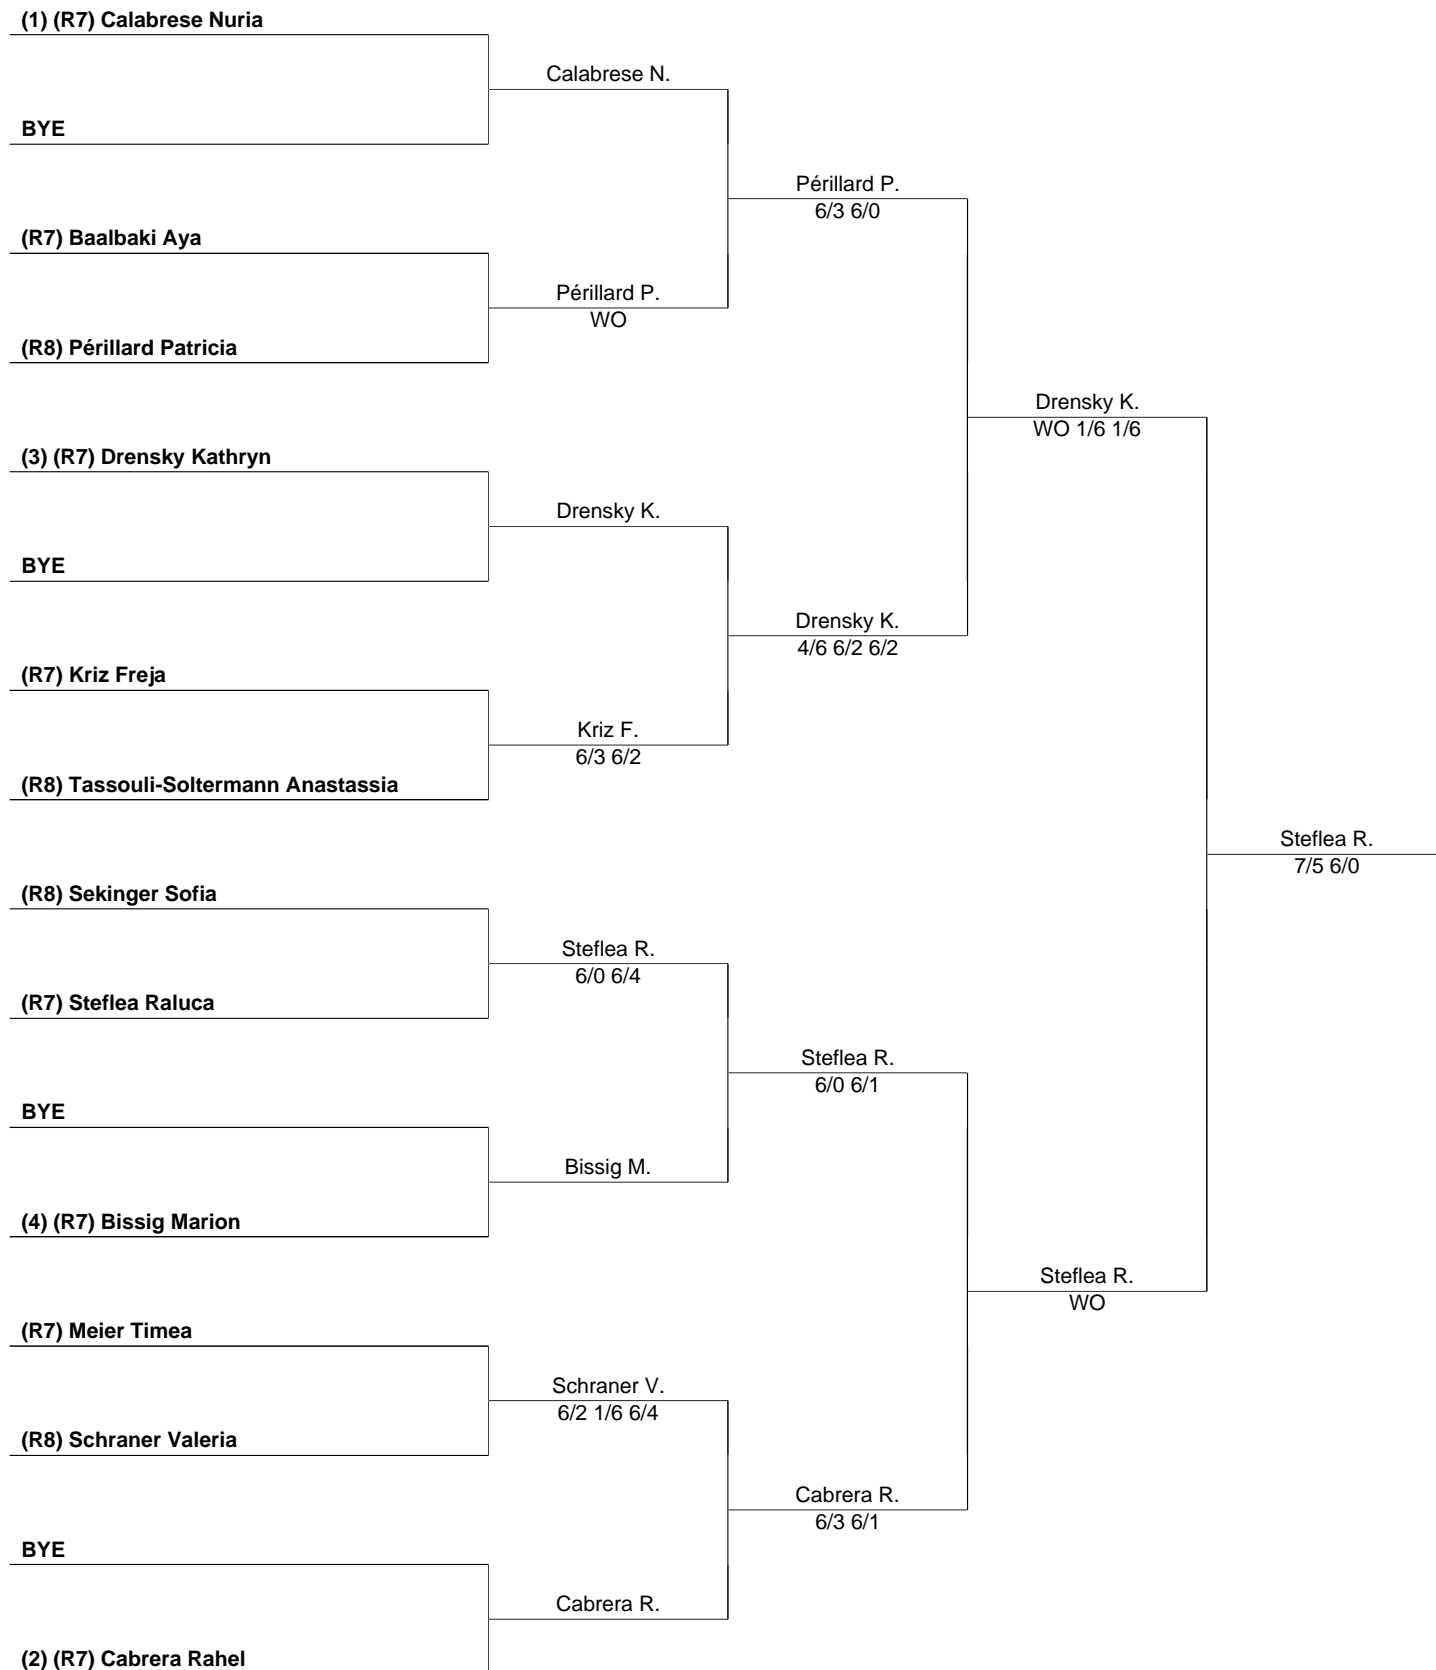 (1) (R7) Calabrese Nuria
Calabrese N.
BYE
Périllard P.
6/3 6/0
(R7) Baalbaki Aya
Périllard P.
WO
(R8) Périllard Patricia
Drensky K.
WO 1/6 1/6
(3) (R7) Drensky Kathryn
Drensky K.
BYE
Drensky K.
4/6 6/2 6/2
(R7) Kriz Freja
Kriz F.
6/3 6/2
(R8) Tassouli-Soltermann Anastassia
Steflea R.
7/5 6/0
(R8) Sekinger Sofia
Steflea R.
6/0 6/4
(R7) Steflea Raluca
Steflea R.
6/0 6/1
BYE
Bissig M.
(4) (R7) Bissig Marion
Steflea R.
WO
(R7) Meier Timea
Schraner V.
6/2 1/6 6/4
(R8) Schraner Valeria
Cabrera R.
6/3 6/1
BYE
Cabrera R.
(2) (R7) Cabrera Rahel